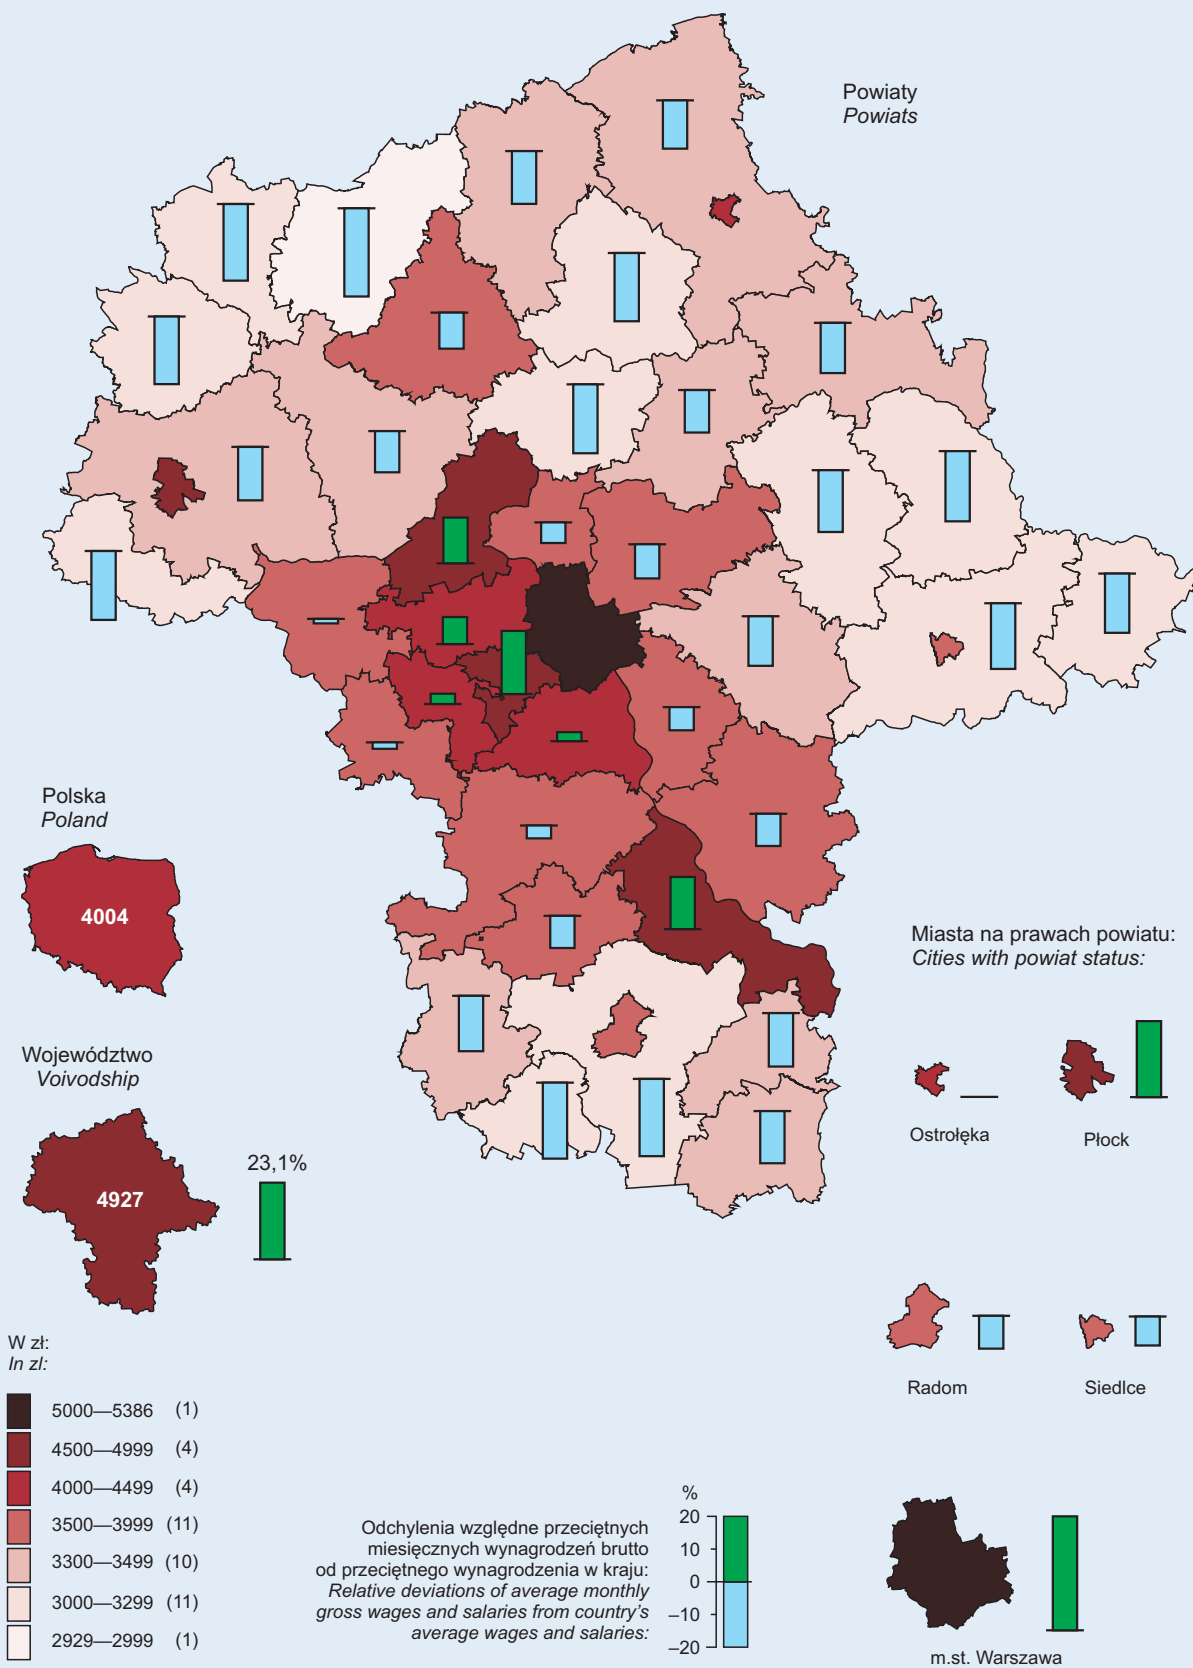 Powiaty
Powiats
Polska
Poland
4004
Województwo
Voivodship
4927
23,1%
Miasta na prawach powiatu:
Cities with powiat status:
Ostrołęka
Płock
Radom
Siedlce
W zł:
In zl:
5000—5386 (1)
4500—4999 (4)
4000—4499 (4)
3500—3999 (11)
3300—3499 (10)
3000—3299 (11)
2929—2999 (1)
Odchylenia względne przeciętnych
miesięcznych wynagrodzeń brutto
od przeciętnego wynagrodzenia w kraju:
Relative deviations of average monthly
gross wages and salaries from country's
average wages and salaries:
%
20
10
0
–10
–20
m.st. Warszawa